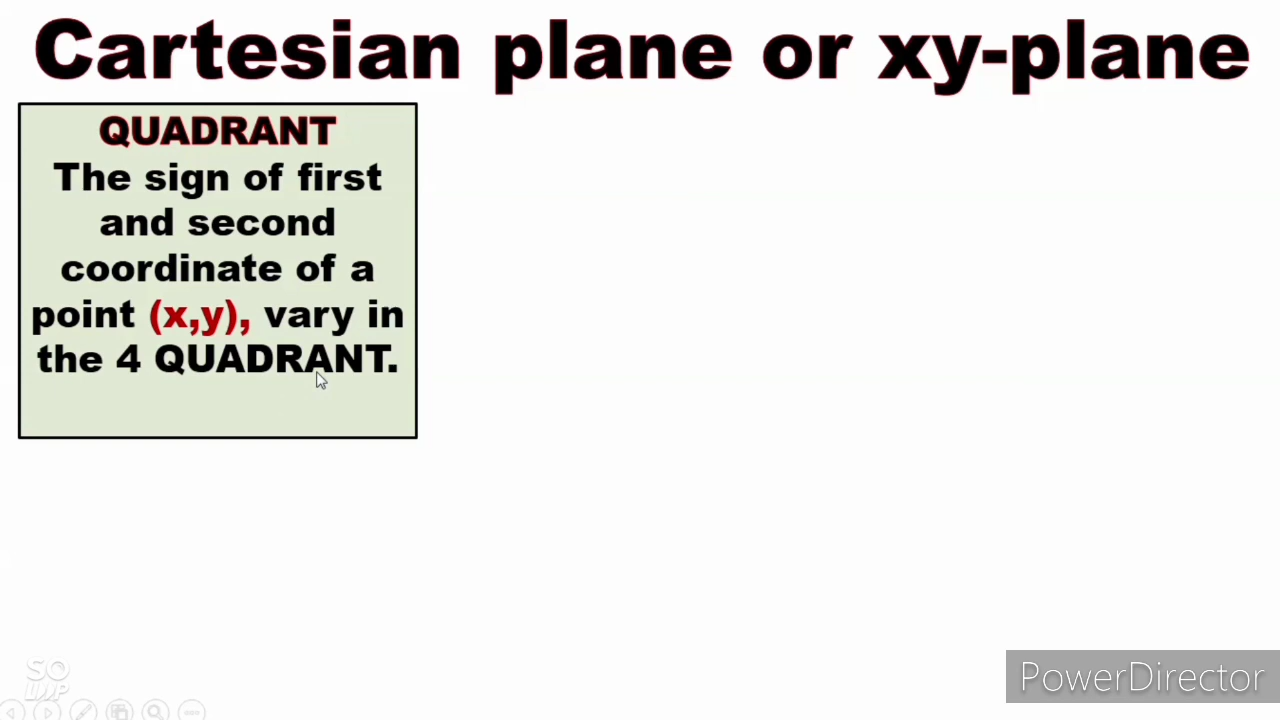 Cartesian plane or xy-plane
QUADRANT
The sign of first
and second
coordinate of a
point (x,y), vary in
the 4 QUADRANT.
PowerDirector